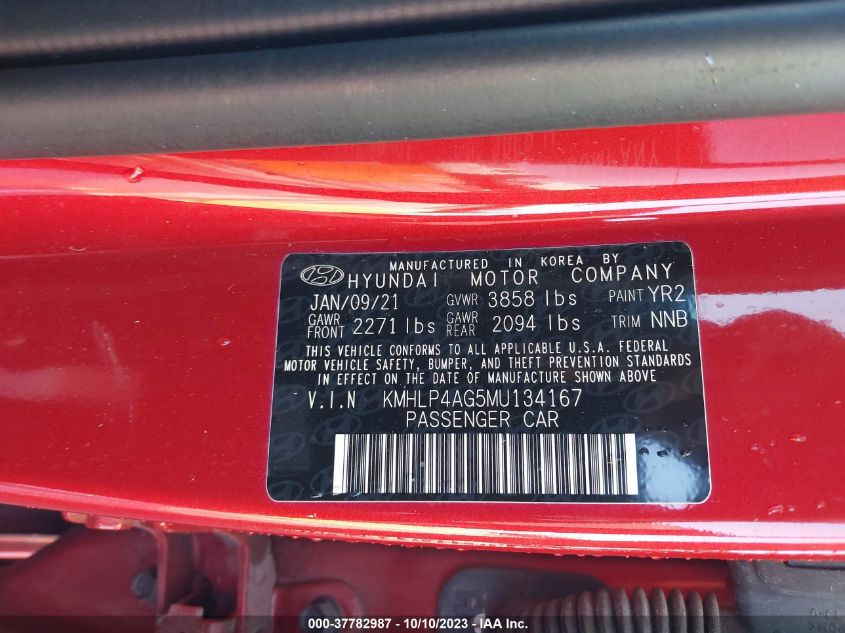 MANUFACTURED IN KOREA BY
HYUNDAI MOTOR COMPANY
JAN/09/21 GVWR 3858 lbs PAINT YR2
GAWR FRONT 2271 lbs GAWR REAR 2094 lbs TRIM NNB
THIS VEHICLE CONFORMS TO ALL APPLICABLE U.S.A. FEDERAL
MOTOR VEHICLE SAFETY, BUMPER, AND THEFT PREVENTION STANDARDS
IN EFFECT ON THE DATE OF MANUFACTURE SHOWN ABOVE
V.I.N KMHLP4AG5MU134167
PASSENGER CAR
000-37782987 - 10/10/2023 - IAA Inc.